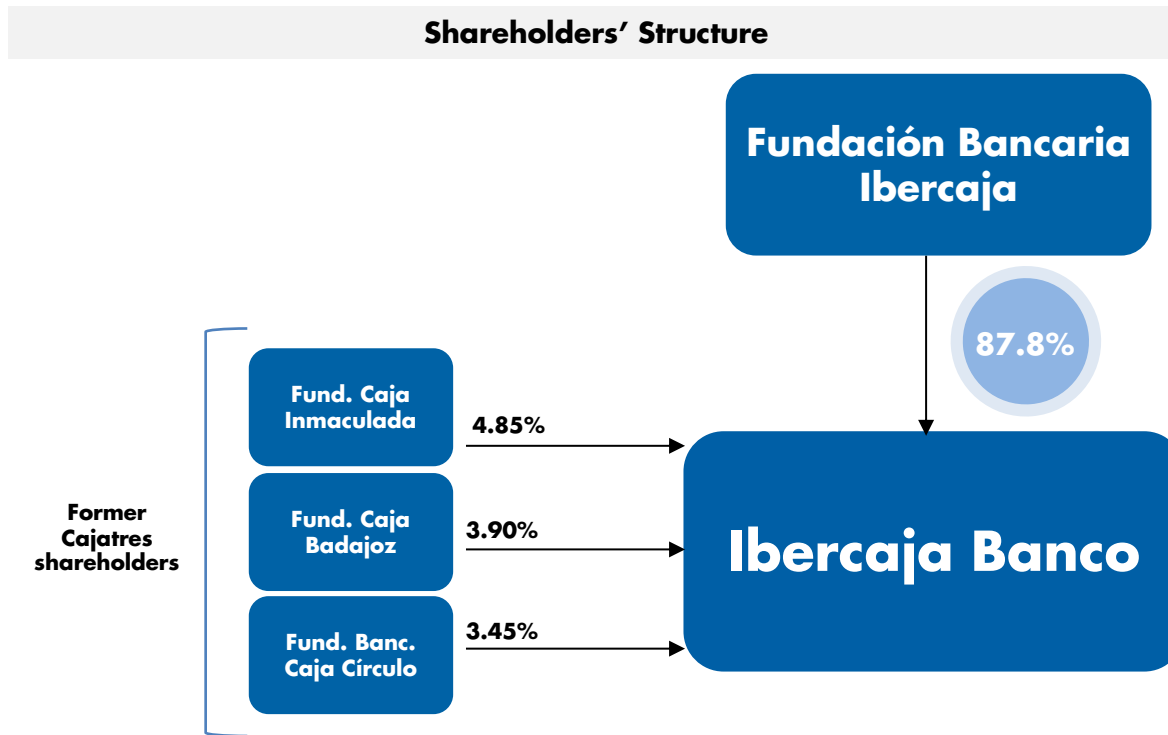 Shareholders’ Structure
Fundación Bancaria
Ibercaja
87.8%
Fund. Caja
Inmaculada
4.85%
Former
Cajatres
shareholders
Fund. Caja
Badajoz
3.90%
Ibercaja Banco
Fund. Banc.
Caja Círculo
3.45%